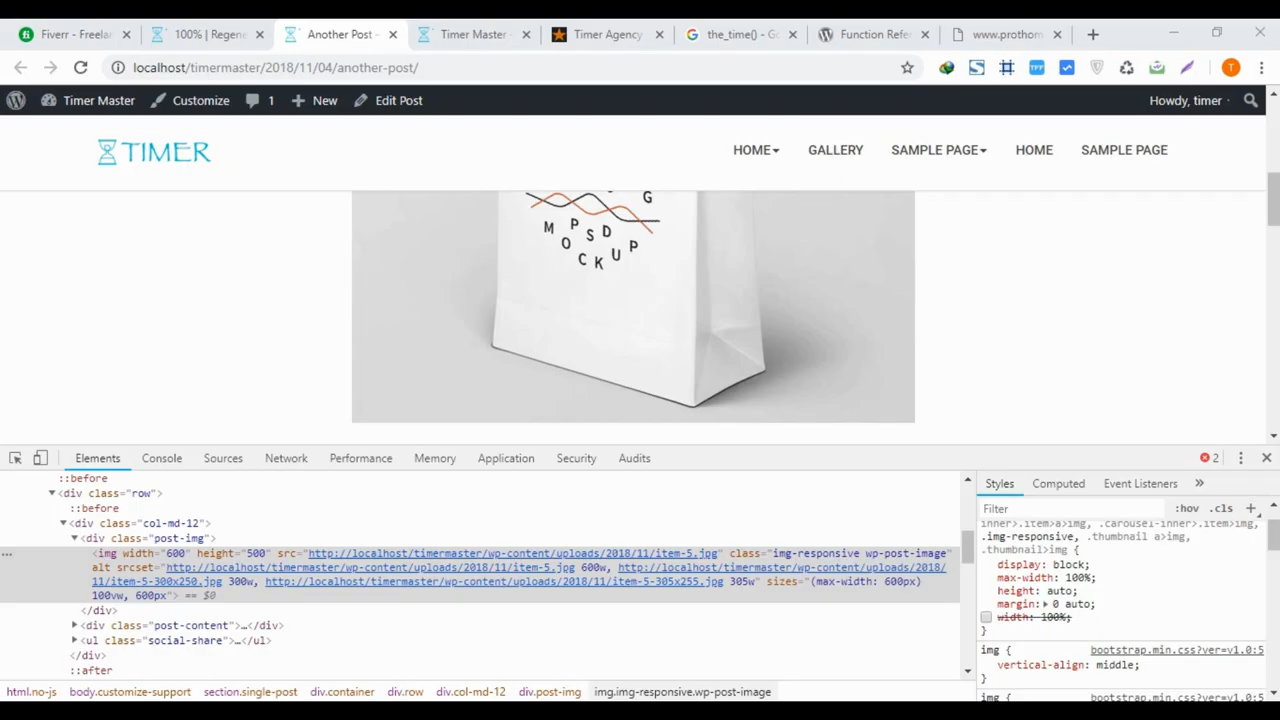 Fiverr - Freelan
100% | Regene
Another Post -
Timer Master -
Timer Agency
the_time() - Go
Function Refer
www.prothom
localhost/timermaster/2018/11/04/another-post/
Timer Master
Customize
1
New
Edit Post
Howdy, timer
TIMER
HOME
GALLERY
SAMPLE PAGE
HOME
SAMPLE PAGE
G
M P S D
M O C K U P
Elements
Console
Sources
Network
Performance
Memory
Application
Security
Audits
2
::before
<div class="row">
::before
<div class="col-md-12">
<div class="post-img">
<img width="600" height="500" src="http://localhost/timermaster/wp-content/uploads/2018/11/item-5.jpg" class="img-responsive wp-post-image"
alt srcset="http://localhost/timermaster/wp-content/uploads/2018/11/item-5.jpg 600w, http://localhost/timermaster/wp-content/uploads/2018/
11/item-5-300x250.jpg 300w, http://localhost/timermaster/wp-content/uploads/2018/11/item-5-305x255.jpg 305w" sizes="(max-width: 600px)
100vw, 600px"> == $0
</div>
<div class="post-content">…</div>
<ul class="social-share">…</ul>
</div>
::after
html.no-js
body.customize-support
section.single-post
div.container
div.row
div.col-md-12
div.post-img
img.img-responsive.wp-post-image
Styles
Computed
Event Listeners
Filter
:hov
.cls
inner>.item>a>img, .carousel-inner>.item>img,
.img-responsive, .thumbnail a>img,
.thumbnail>img {
display: block;
max-width: 100%;
height: auto;
margin: 0 auto;
width: 100%;
}
img {
bootstrap.min.css?ver=v1.0:5
vertical-align: middle;
}
img {
bootstrap.min.css?ver=v1.0:5